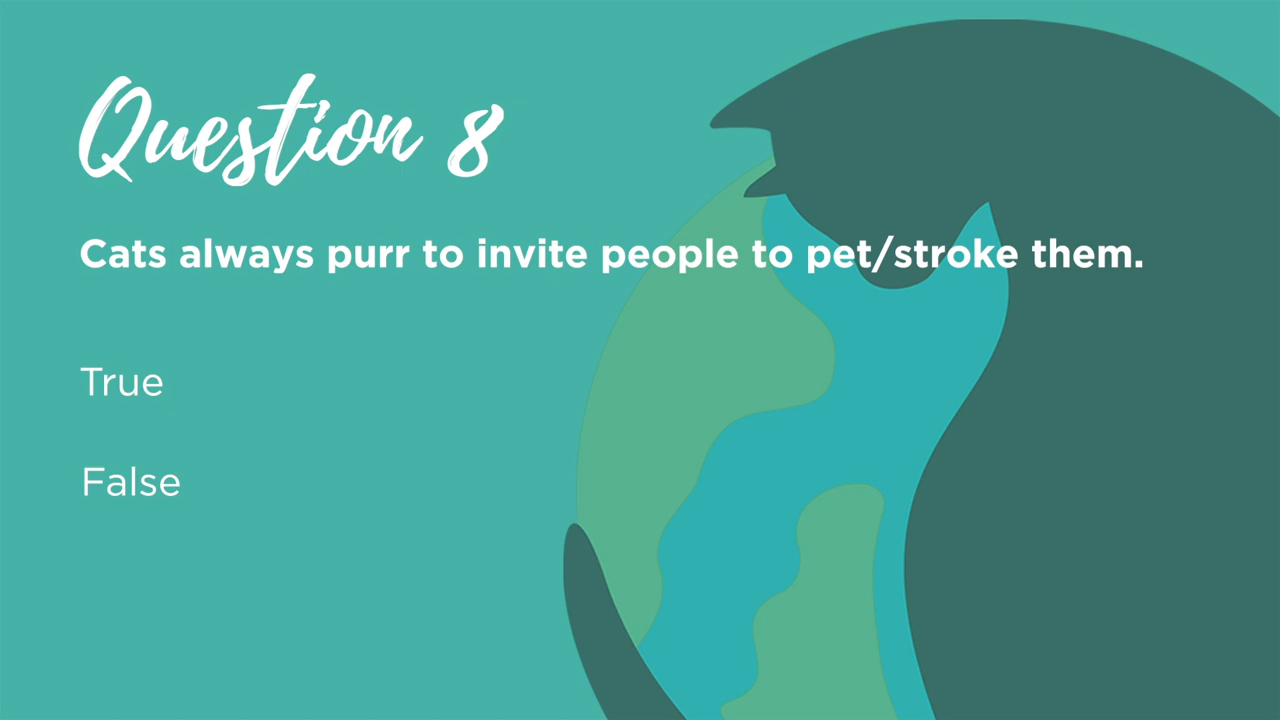 Question 8
Cats always purr to invite people to pet/stroke them.
True
False